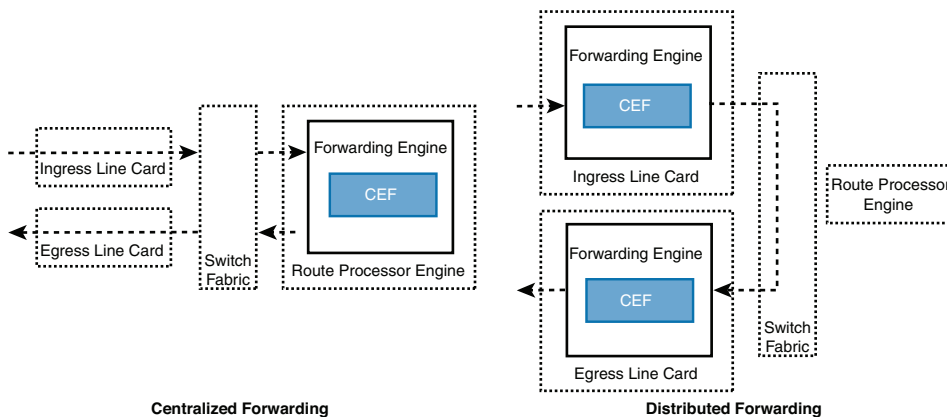 Ingress Line Card
Egress Line Card
Switch
Fabric
Forwarding Engine
CEF
Route Processor Engine
Centralized Forwarding
Forwarding Engine
CEF
Ingress Line Card
Forwarding Engine
CEF
Egress Line Card
Switch
Fabric
Route Processor
Engine
Distributed Forwarding